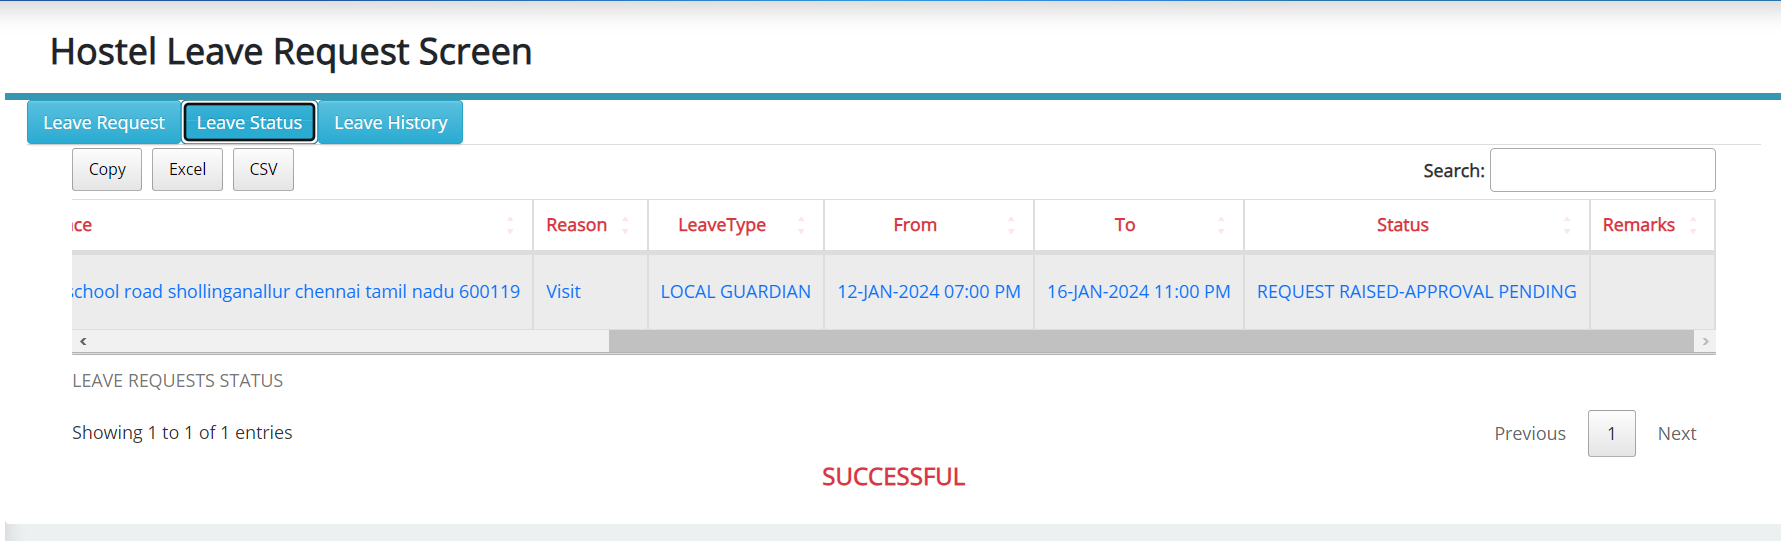 Hostel Leave Request Screen
Leave Request Leave Status Leave History
Copy Excel CSV Search:
Reason LeaveType From To Status Remarks
road shollinganallur chennai tamil nadu 600119 Visit LOCAL GUARDIAN 12-JAN-2024 07:00 PM 16-JAN-2024 11:00 PM REQUEST RAISED-APPROVAL PENDING
LEAVE REQUESTS STATUS
Showing 1 to 1 of 1 entries
Previous 1 Next
SUCCESSFUL